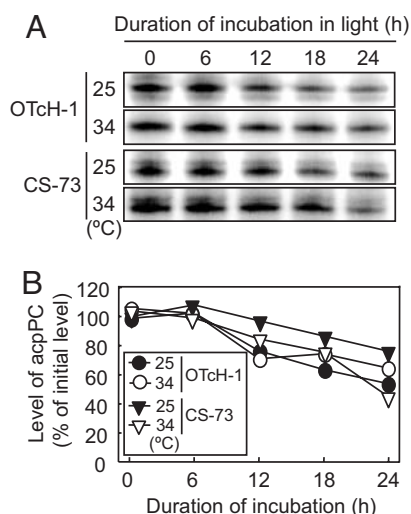 A
Duration of incubation in light (h)
0 6 12 18 24
OTcH-1
25
34
CS-73
25
34
(ºC)
B
Level of acpPC
(% of initial level)
120
100
80
60
40
20
0
25
34
OTcH-1
25
34
CS-73
(ºC)
0 6 12 18 24
Duration of incubation (h)